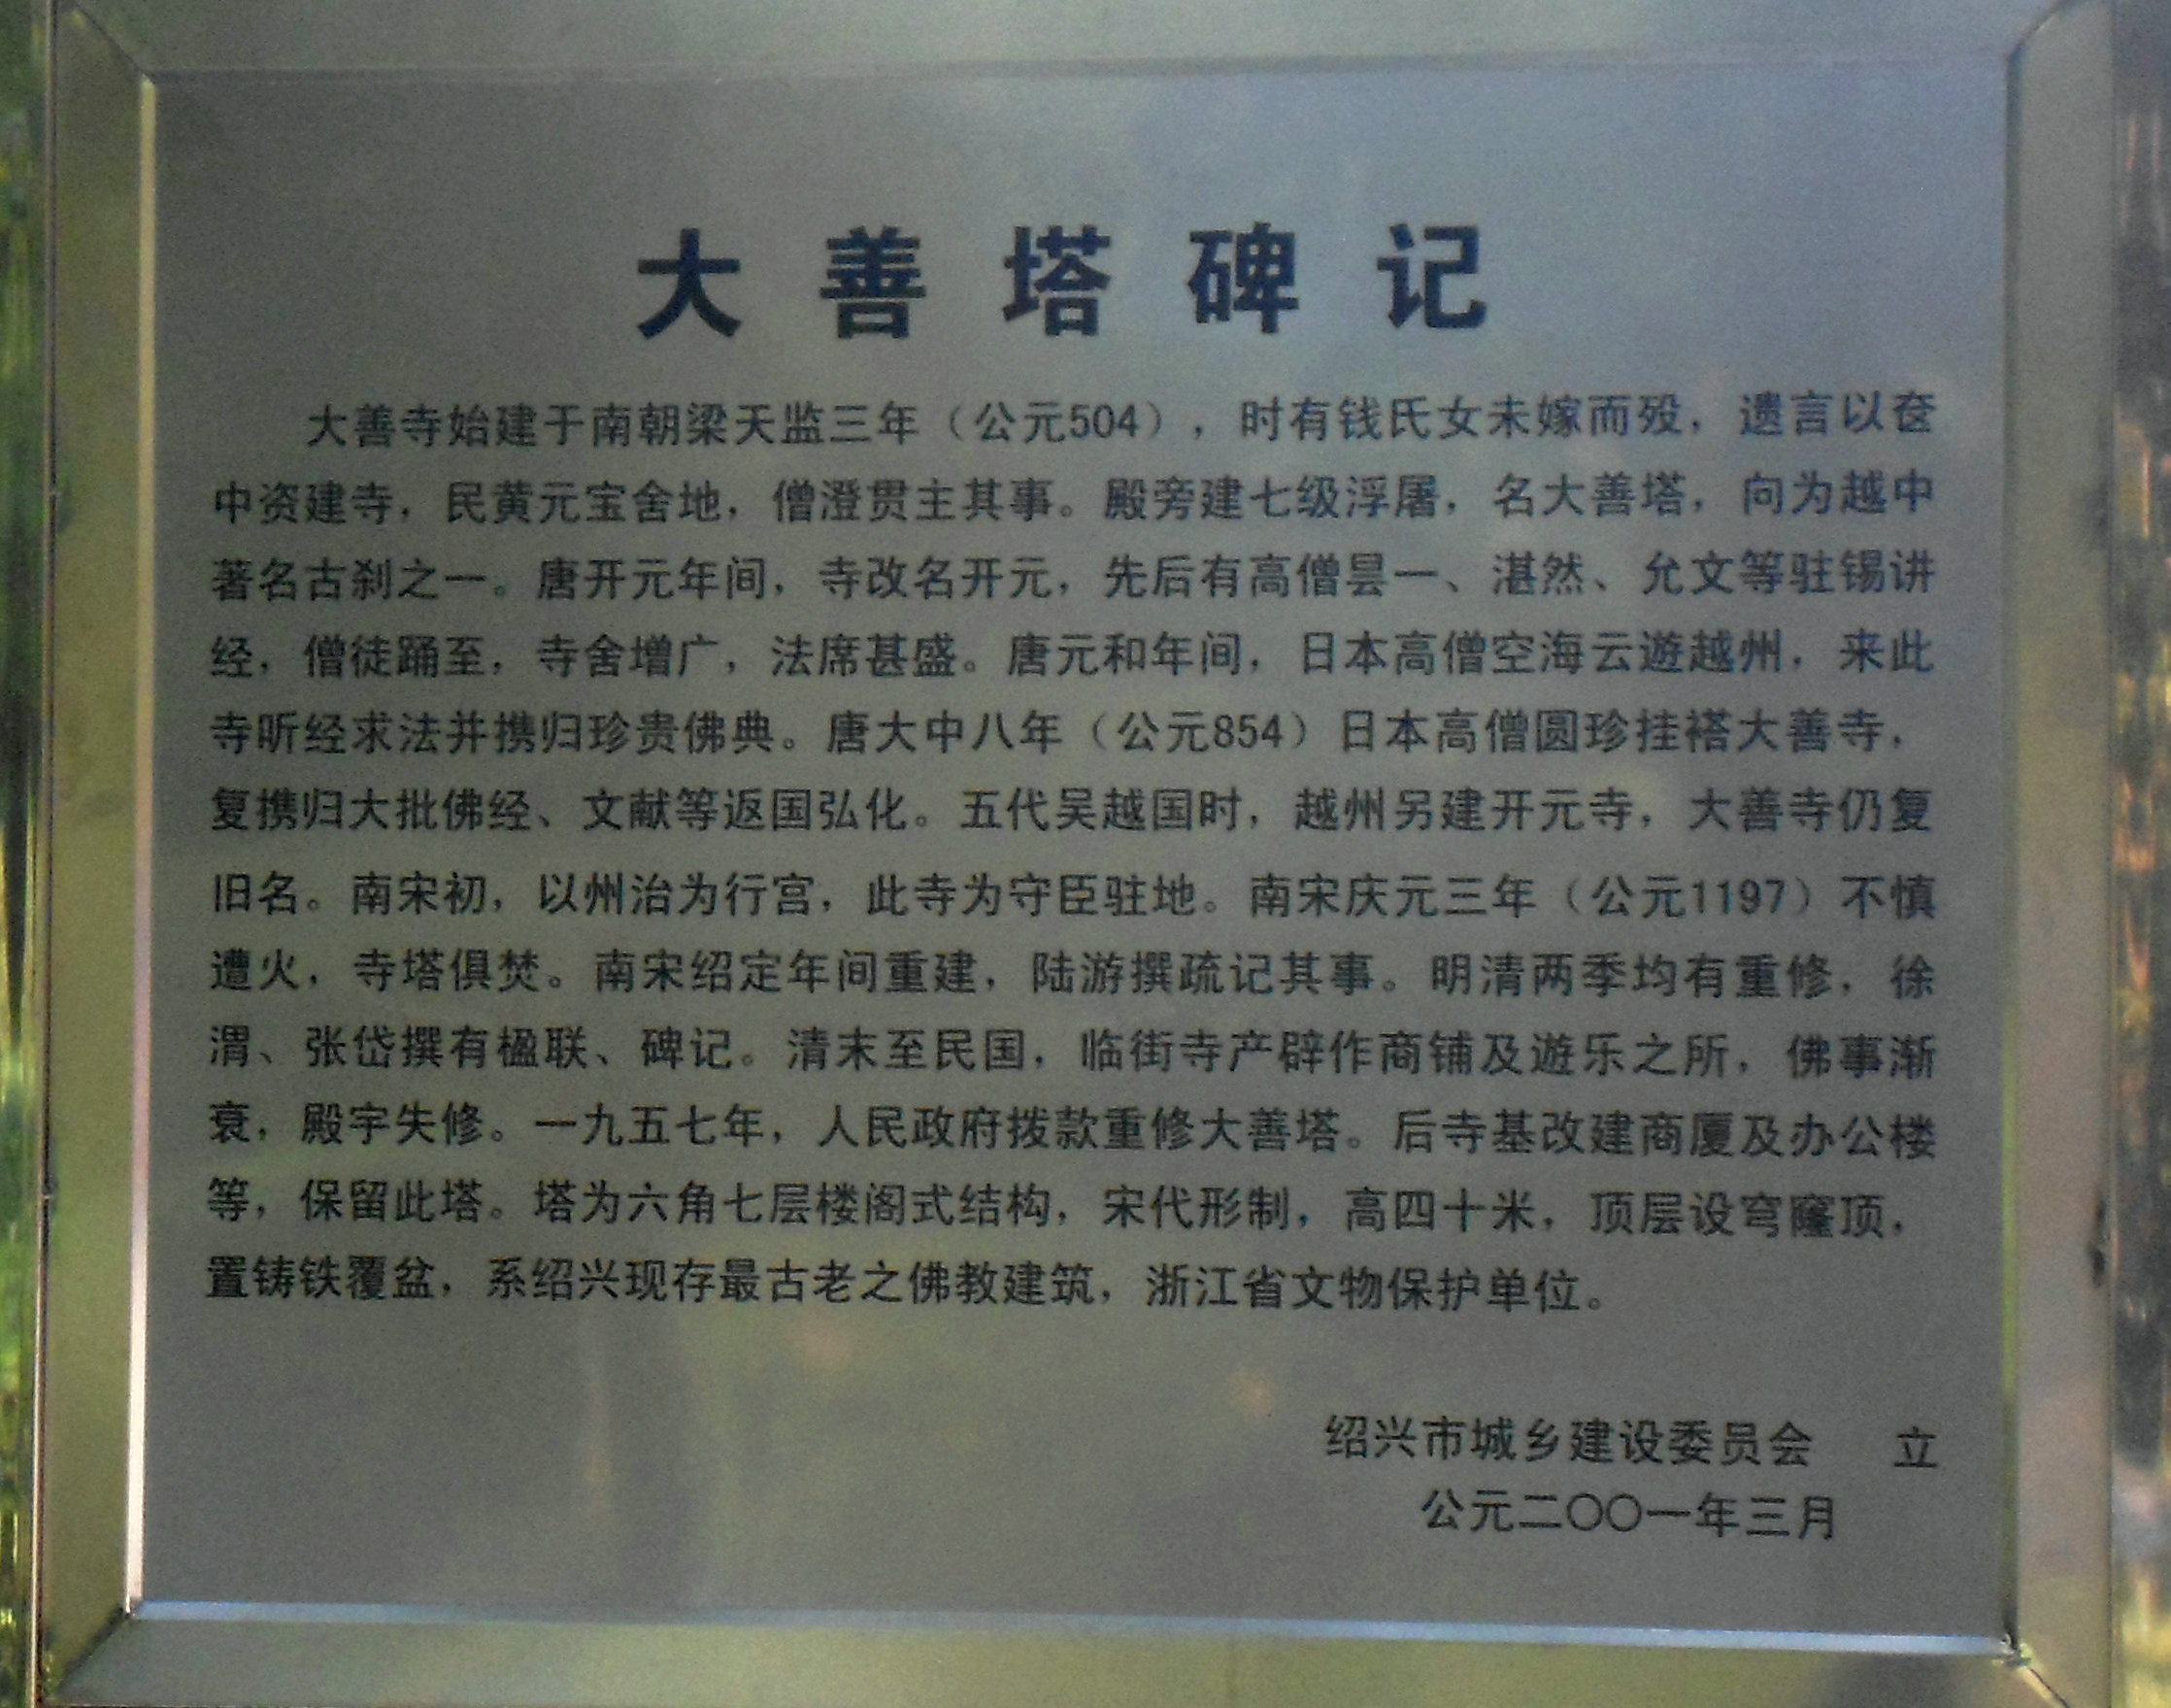 大善塔碑记
大善寺始建于南朝梁天监三年（公元504），时有钱氏女未嫁而殁，遗言以奁
中资建寺，民黄元宝舍地，僧澄贯主其事。殿旁建七级浮屠，名大善塔，向为越中
著名古刹之一。唐开元年间，寺改名开元，先后有高僧昙一、湛然、允文等驻锡讲
经，僧徒踊至，寺舍增广，法席甚盛。唐元和年间，日本高僧空海云遊越州，来此
寺听经求法并携归珍贵佛典。唐大中八年（公元854）日本高僧圆珍挂褡大善寺，
复携归大批佛经、文献等返国弘化。五代吴越国时，越州另建开元寺，大善寺仍复
旧名。南宋初，以州治为行宫，此寺为守臣驻地。南宋庆元三年（公元1197）不慎
遭火，寺塔俱焚。南宋绍定年间重建，陆游撰疏记其事。明清两季均有重修，徐
渭、张岱撰有楹联、碑记。清末至民国，临街寺产辟作商铺及遊乐之所，佛事渐
衰，殿宇失修。一九五七年，人民政府拨款重修大善塔。后寺基改建商厦及办公楼
等，保留此塔。塔为六角七层楼阁式结构，宋代形制，高四十米，顶层设穹窿顶，
置铸铁覆盆，系绍兴现存最古老之佛教建筑，浙江省文物保护单位。
绍兴市城乡建设委员会 立
公元二〇〇一年三月